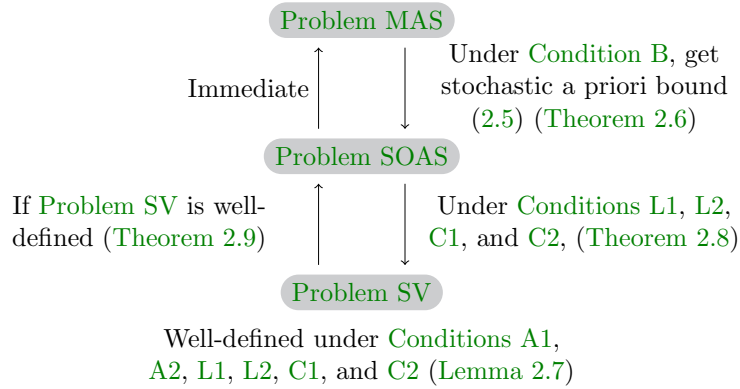 Problem MAS
Immediate
Under Condition B, get
stochastic a priori bound
(2.5) (Theorem 2.6)
Problem SOAS
If Problem SV is well-
defined (Theorem 2.9)
Under Conditions L1, L2,
C1, and C2, (Theorem 2.8)
Problem SV
Well-defined under Conditions A1,
A2, L1, L2, C1, and C2 (Lemma 2.7)